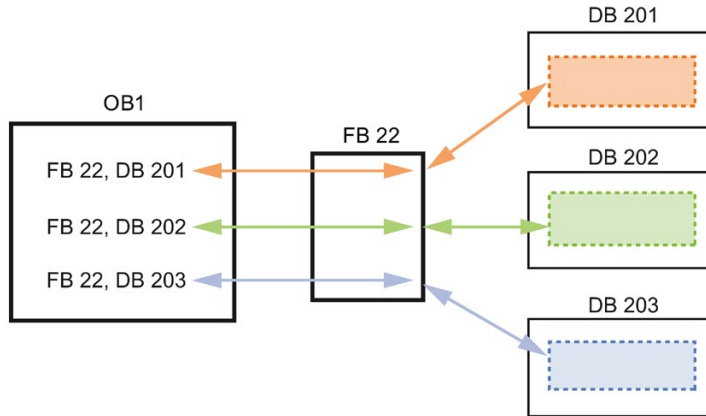 OB1
FB 22, DB 201
FB 22, DB 202
FB 22, DB 203
FB 22
DB 201
DB 202
DB 203